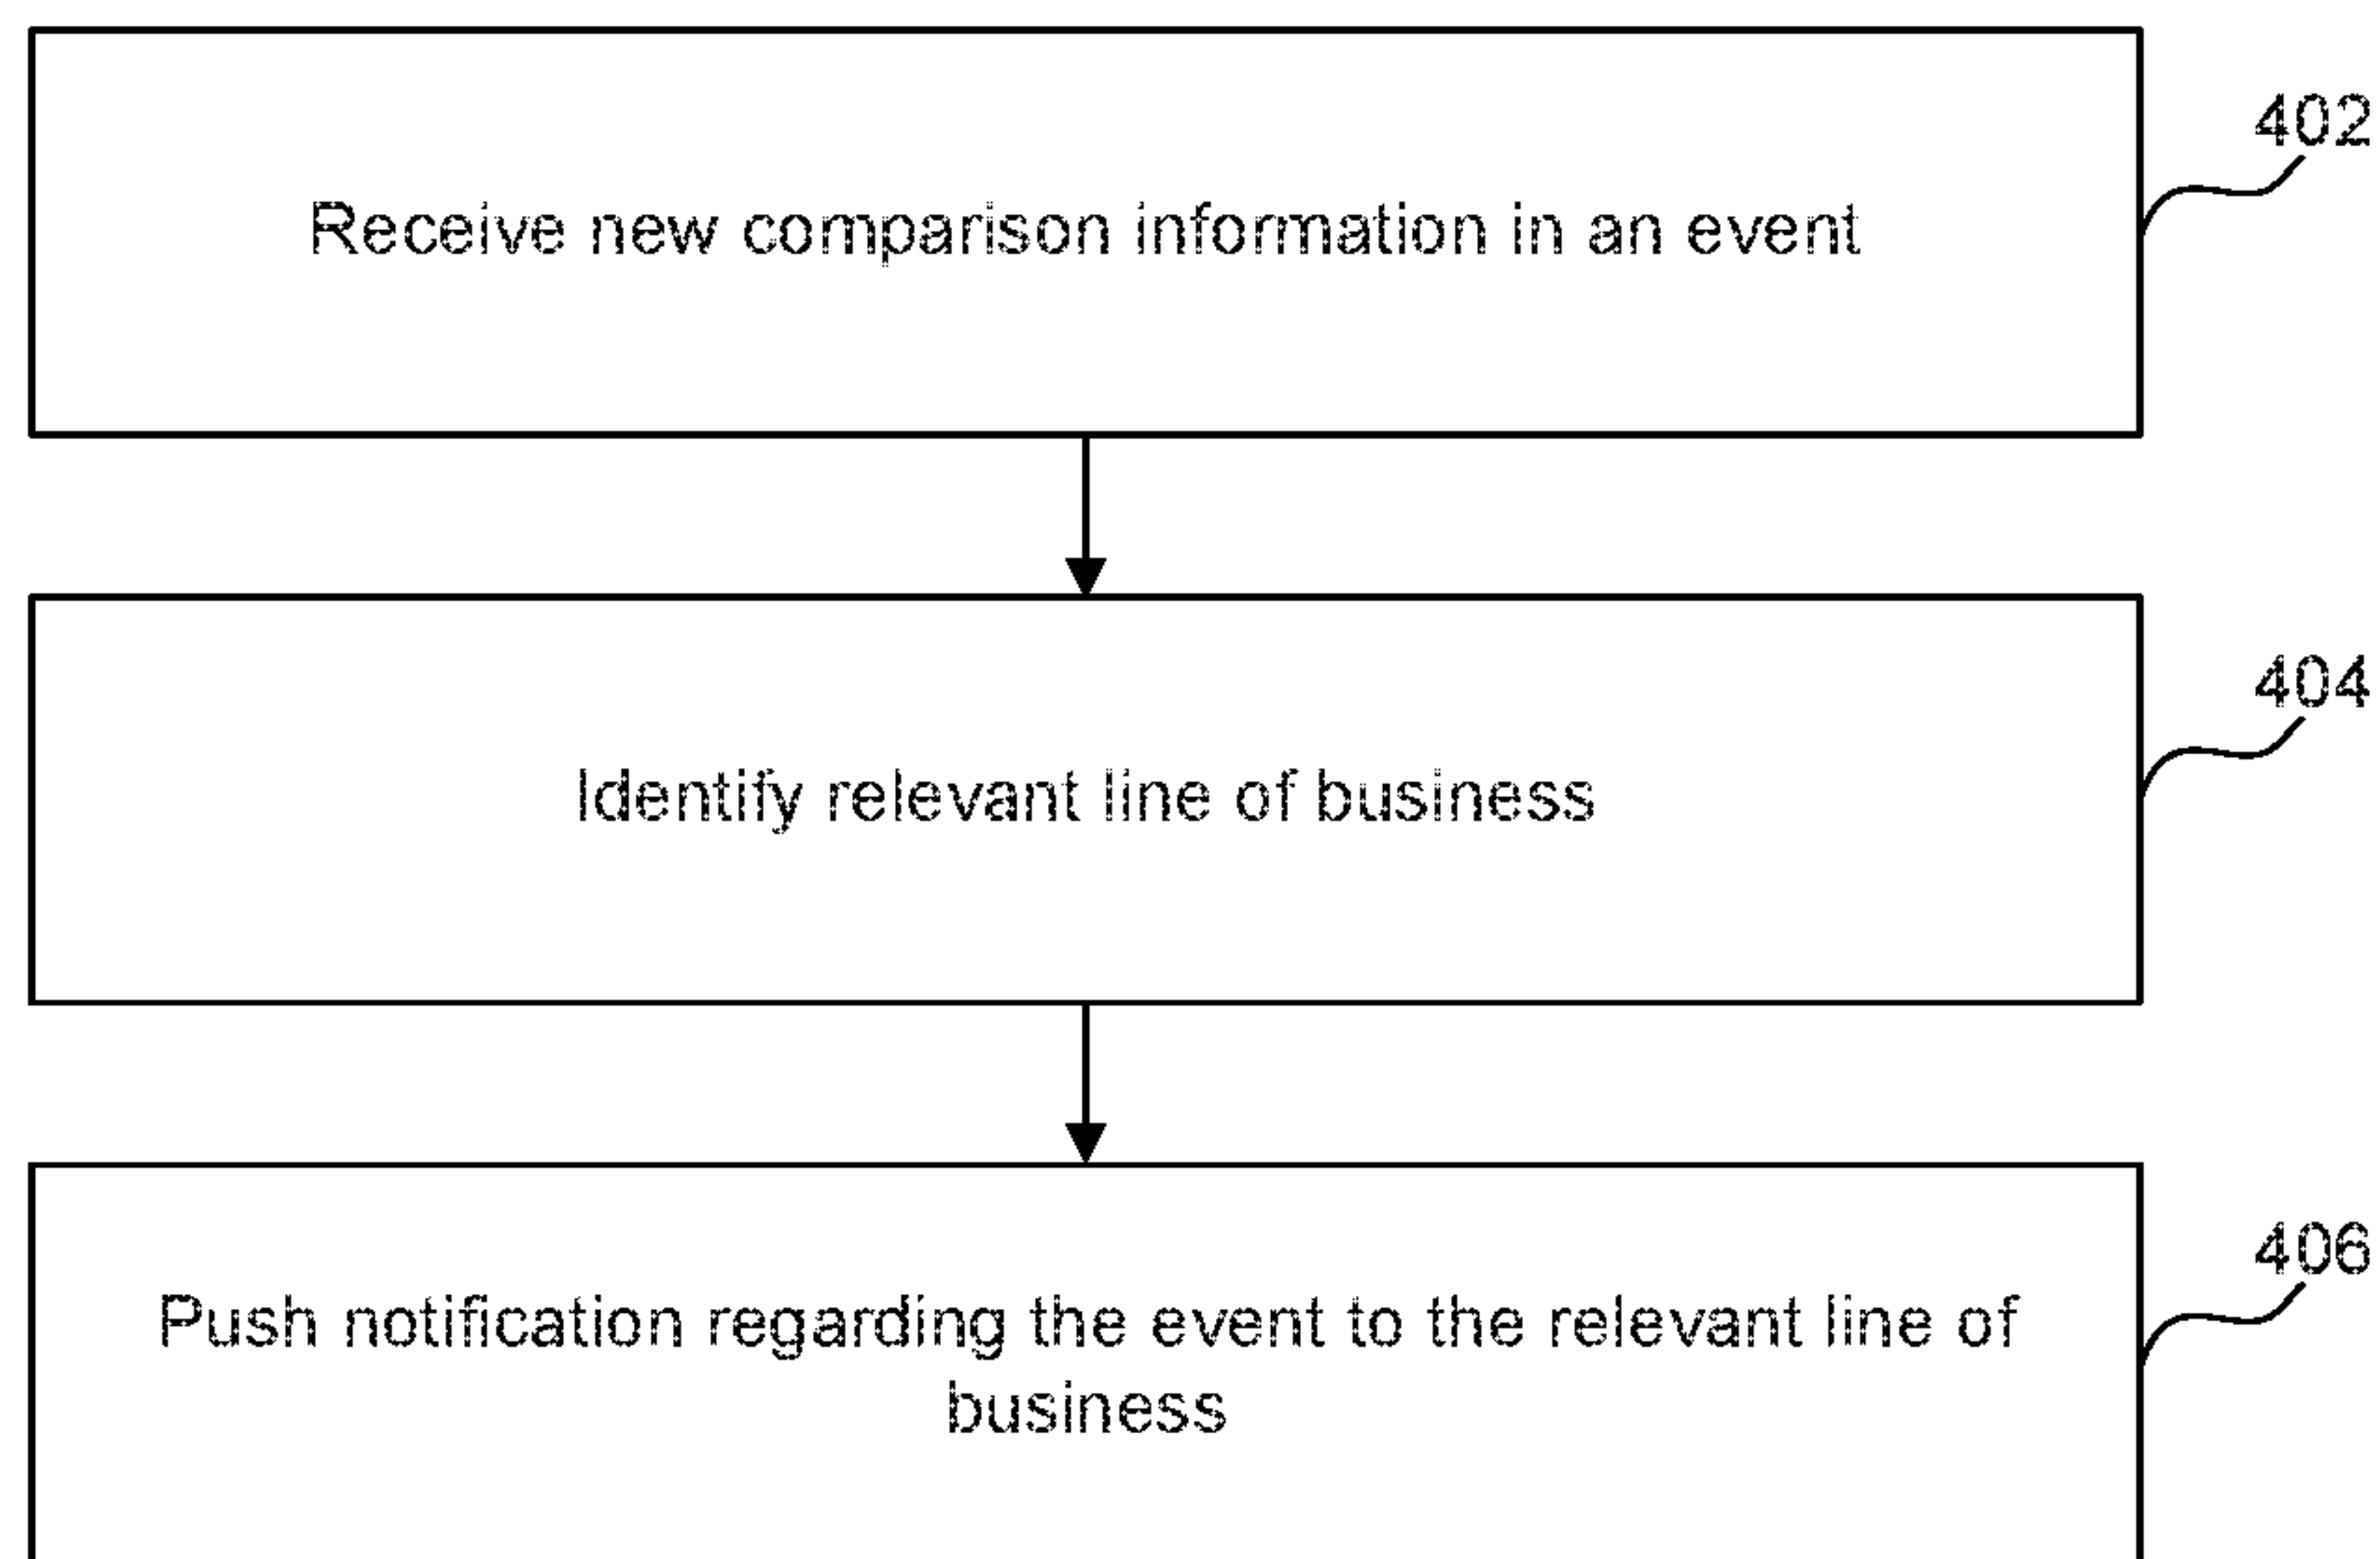 402
Receive new comparison information in an event
404
Identify relevant line of business
406
Push notification regarding the event to the relevant line of
business